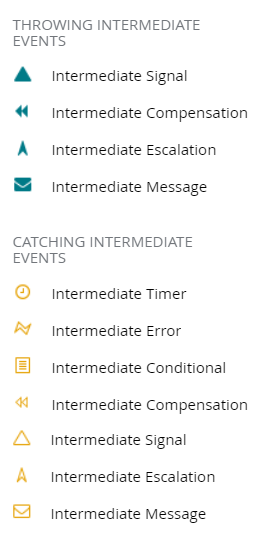 THROWING INTERMEDIATE
EVENTS
Intermediate Signal
Intermediate Compensation
Intermediate Escalation
Intermediate Message
CATCHING INTERMEDIATE
EVENTS
Intermediate Timer
Intermediate Error
Intermediate Conditional
Intermediate Compensation
Intermediate Signal
Intermediate Escalation
Intermediate Message